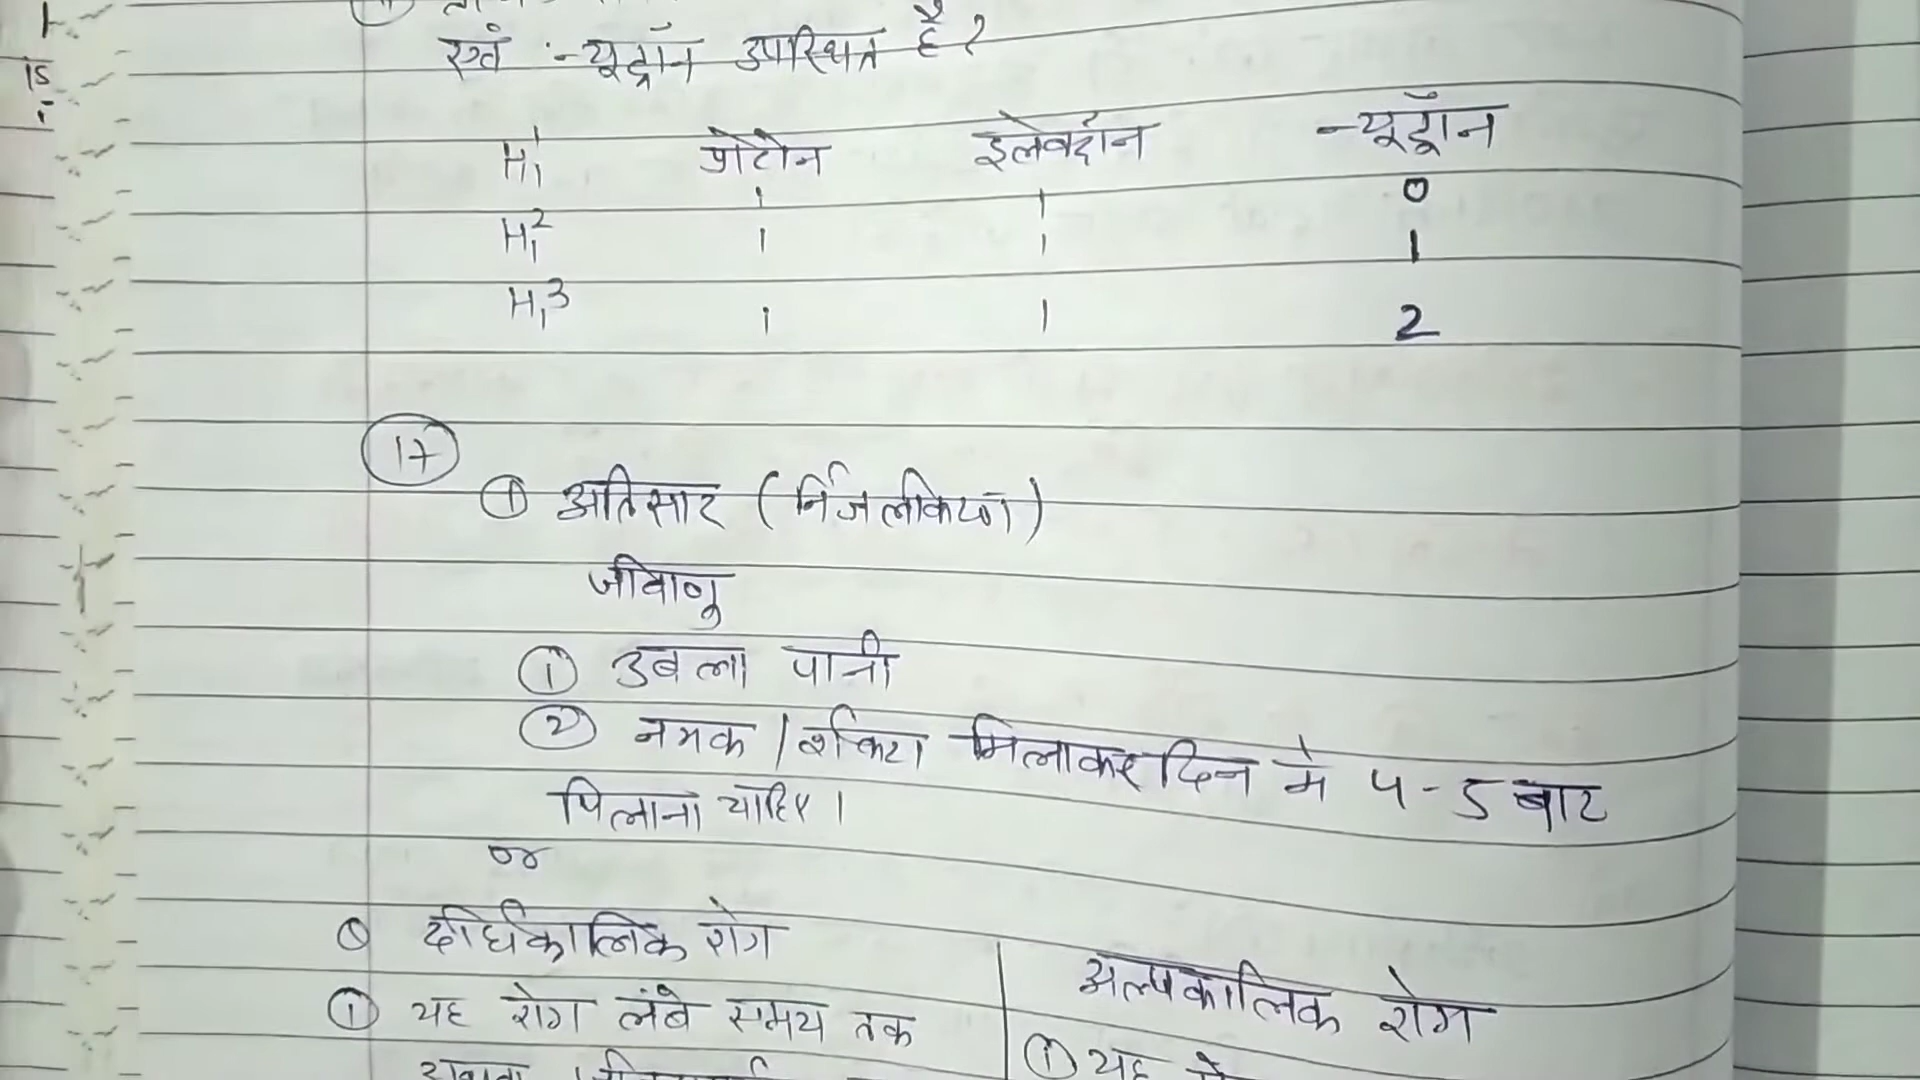 एवं न्यूट्रॉन उपस्थित है ?
H₁¹ प्रोटोन इलेक्ट्रॉन न्यूट्रॉन
1 1 0
H₁² 1 1 1
H₁³ 1 1 2
17
① अतिसार (निर्जलीकरण)
जीवाणु
① उबला पानी
② नमक / शर्करा मिलाकर दिन मे 4-5 बार
पिलाना चाहिए ।
or
दीर्घकालिक रोग
अल्पकालिक रोग
① यह रोग लंबे समय तक
① यह